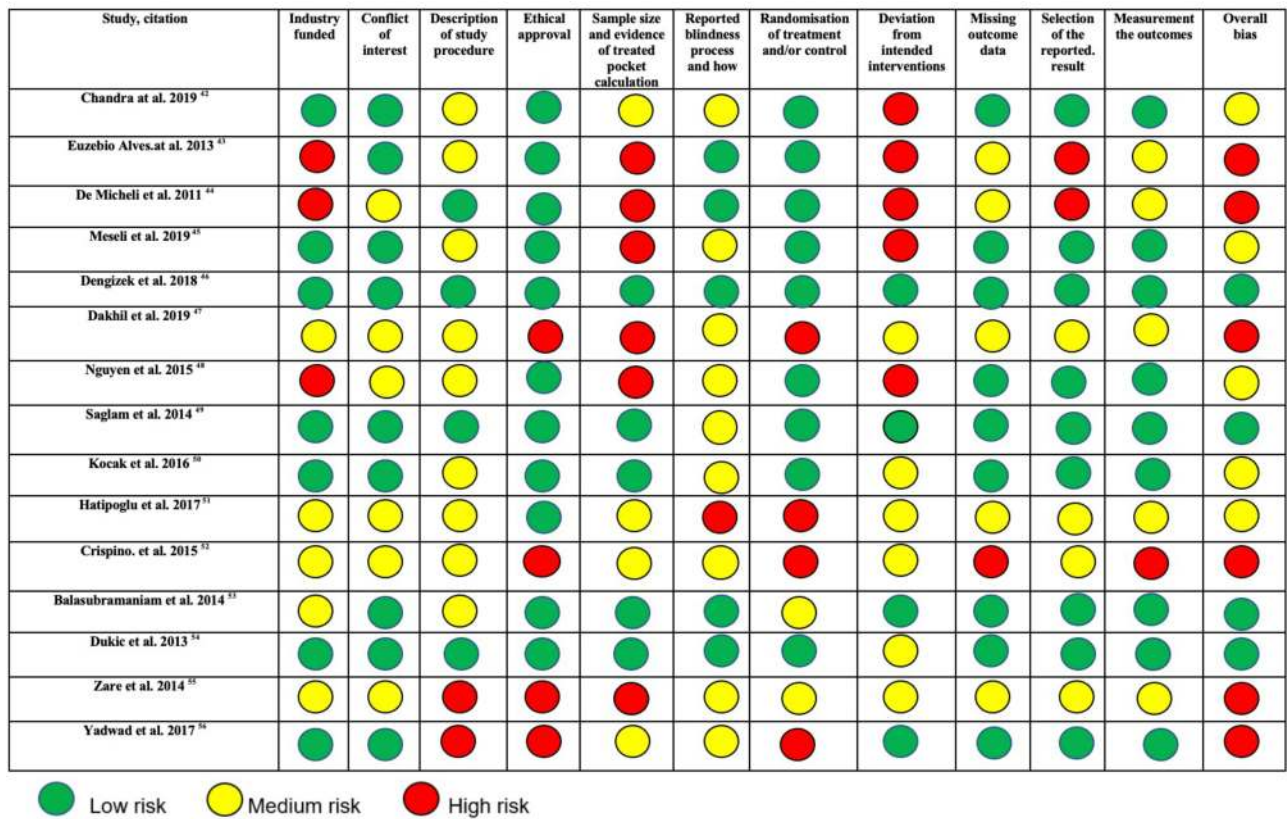 Study, citation
Industry funded
Conflict of interest
Description of study procedure
Ethical approval
Sample size and evidence of treated pocket calculation
Reported blindness process and how
Randomisation of treatment and/or control
Deviation from intended interventions
Missing outcome data
Selection of the reported. result
Measurement the outcomes
Overall bias
Chandra at al. 2019 42
Euzebio Alves.at al. 2013 43
De Micheli et al. 2011 44
Meseli et al. 2019 45
Dengizek et al. 2018 46
Dakhil et al. 2019 47
Nguyen et al. 2015 48
Saglam et al. 2014 49
Kocak et al. 2016 50
Hatipoglu et al. 2017 51
Crispino. et al. 2015 52
Balasubramaniam et al. 2014 53
Dukic et al. 2013 54
Zare et al. 2014 55
Yadwad et al. 2017 56
Low risk Medium risk High risk